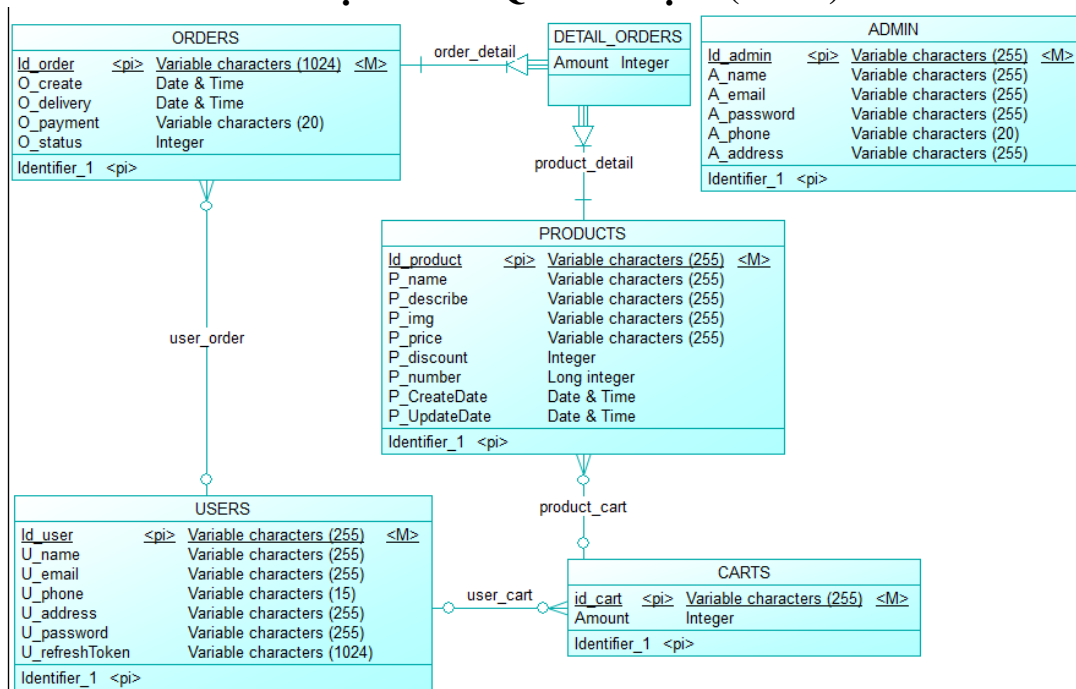 ORDERS
Id_order <pi> Variable characters (1024) <M>
O_create Date & Time
O_delivery Date & Time
O_payment Variable characters (20)
O_status Integer
Identifier_1 <pi>
order_detail
DETAIL_ORDERS
Amount Integer
ADMIN
Id_admin <pi> Variable characters (255) <M>
A_name Variable characters (255)
A_email Variable characters (255)
A_password Variable characters (255)
A_phone Variable characters (20)
A_address Variable characters (255)
Identifier_1 <pi>
product_detail
PRODUCTS
Id_product <pi> Variable characters (255) <M>
P_name Variable characters (255)
P_describe Variable characters (255)
P_img Variable characters (255)
P_price Variable characters (255)
P_discount Integer
P_number Long integer
P_CreateDate Date & Time
P_UpdateDate Date & Time
Identifier_1 <pi>
user_order
product_cart
USERS
Id_user <pi> Variable characters (255) <M>
U_name Variable characters (255)
U_email Variable characters (255)
U_phone Variable characters (15)
U_address Variable characters (255)
U_password Variable characters (255)
U_refreshToken Variable characters (1024)
Identifier_1 <pi>
user_cart
CARTS
id_cart <pi> Variable characters (255) <M>
Amount Integer
Identifier_1 <pi>